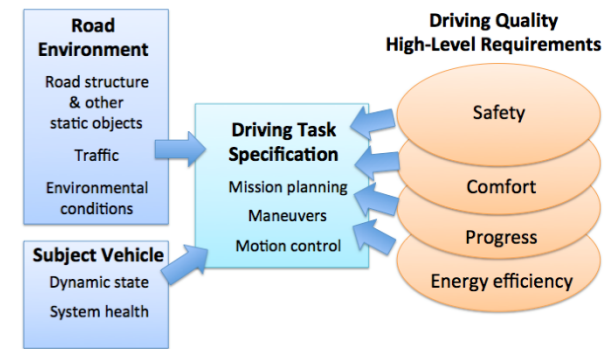 Road
Environment
Road structure
& other
static objects
Traffic
Environmental
conditions
Subject Vehicle
Dynamic state
System health
Driving Task
Specification
Mission planning
Maneuvers
Motion control
Driving Quality
High-Level Requirements
Safety
Comfort
Progress
Energy efficiency